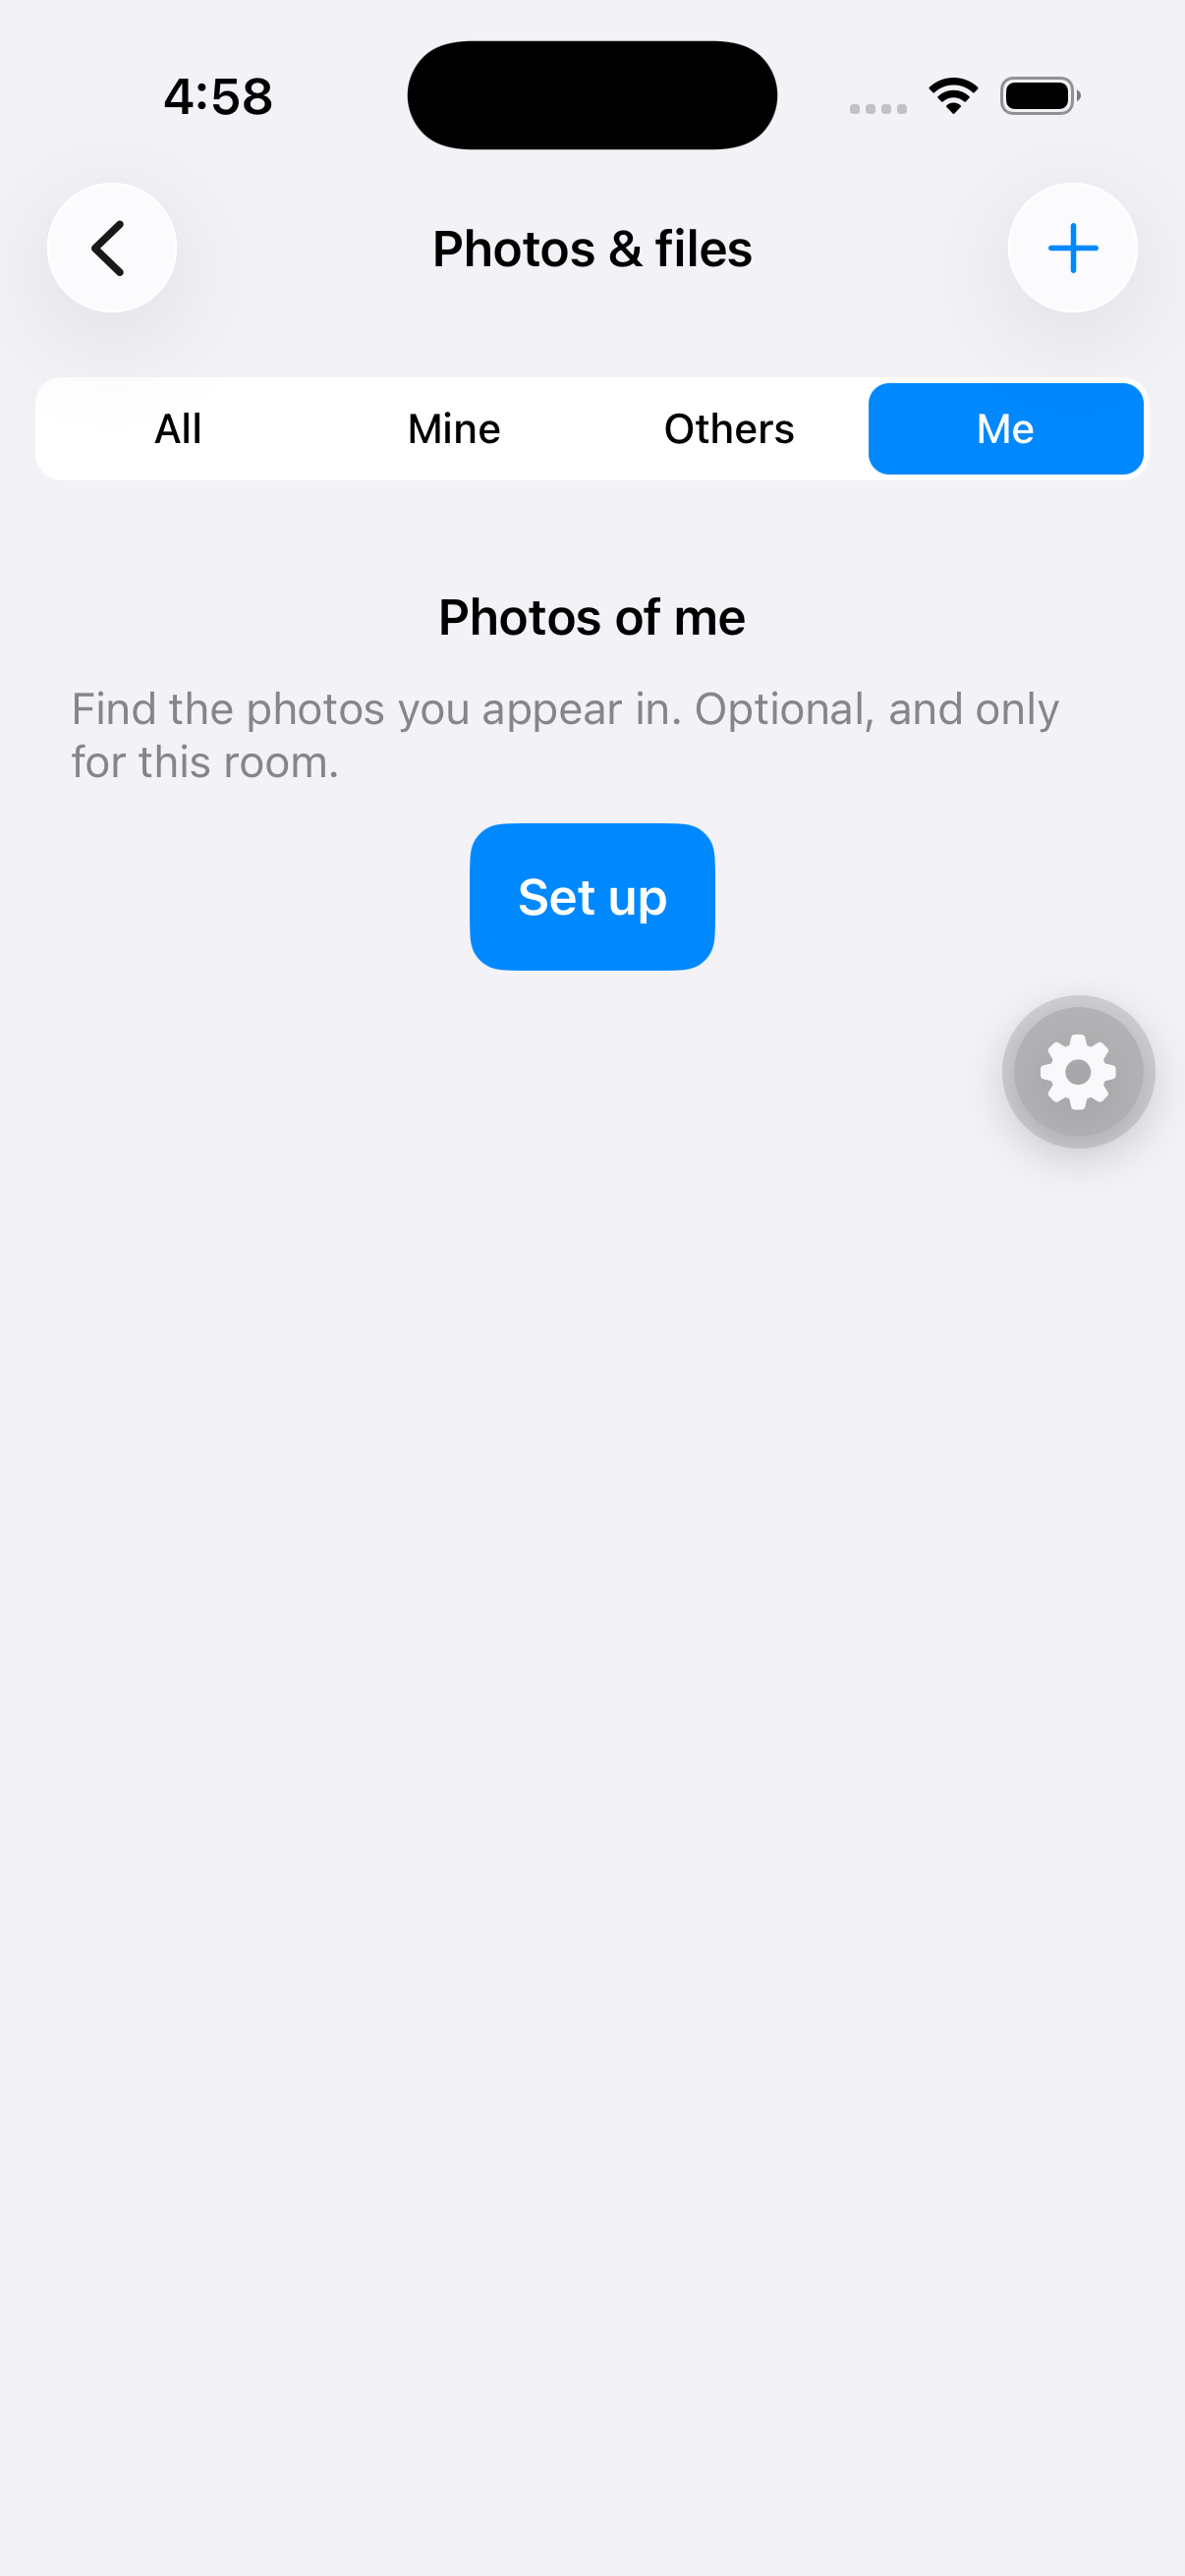 4:58
Photos & files
All
Mine
Others
Me
Photos of me
Find the photos you appear in. Optional, and only
for this room.
Set up